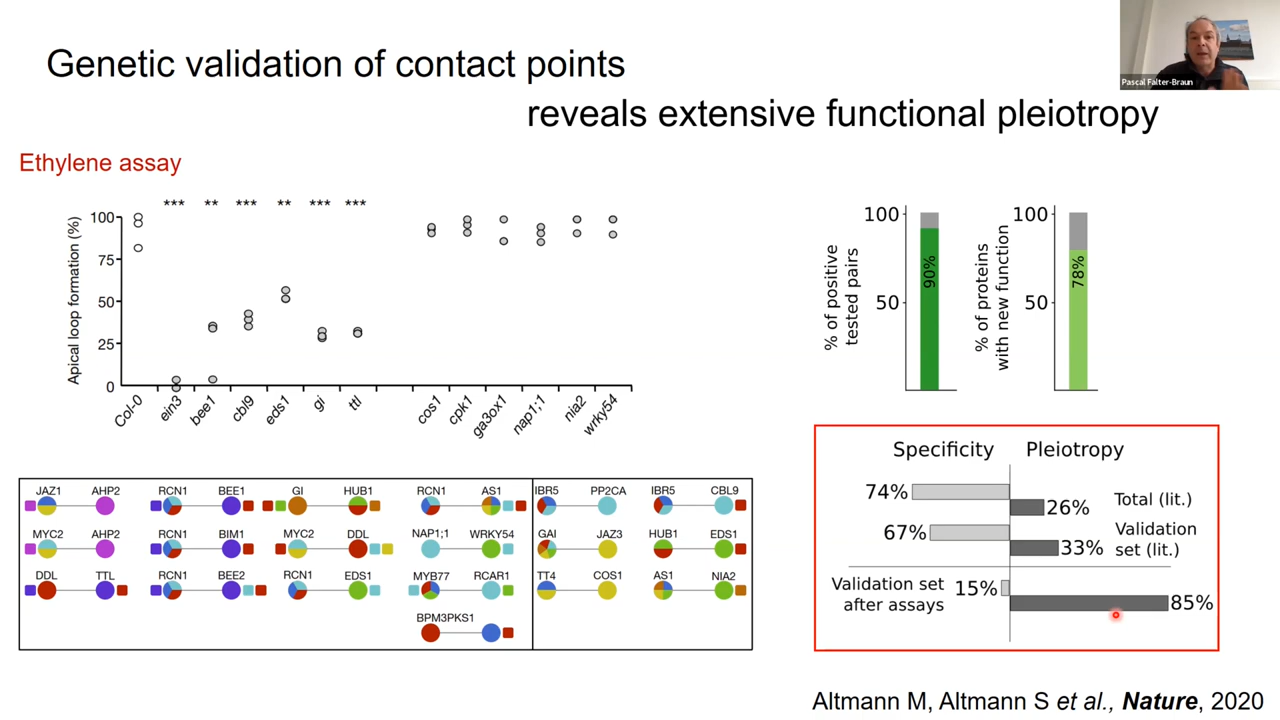 Genetic validation of contact points
reveals extensive functional pleiotropy
Pascal Falter-Braun
Ethylene assay
Apical loop formation (%)
100
75
50
25
0
*** ** *** ** *** ***
Col-0 ein3 bee1 cbl9 eds1 gi ttl cos1 cpk1 ga3ox1 nap1;1 nia2 wrky54
% of positive
tested pairs
100
50
90%
% of proteins
with new function
100
50
78%
JAZ1 AHP2 RCN1 BEE1 GI HUB1 RCN1 AS1 IBR5 PP2CA IBR5 CBL9
MYC2 AHP2 RCN1 BIM1 MYC2 DDL NAP1;1 WRKY54 GAI JAZ3 HUB1 EDS1
DDL TTL RCN1 BEE2 RCN1 EDS1 MYB77 RCAR1 TT4 COS1 AS1 NIA2
BPM3PKS1
Specificity Pleiotropy
74% 26% Total (lit.)
67% 33% Validation
set (lit.)
Validation set
after assays
15% 85%
Altmann M, Altmann S et al., Nature, 2020